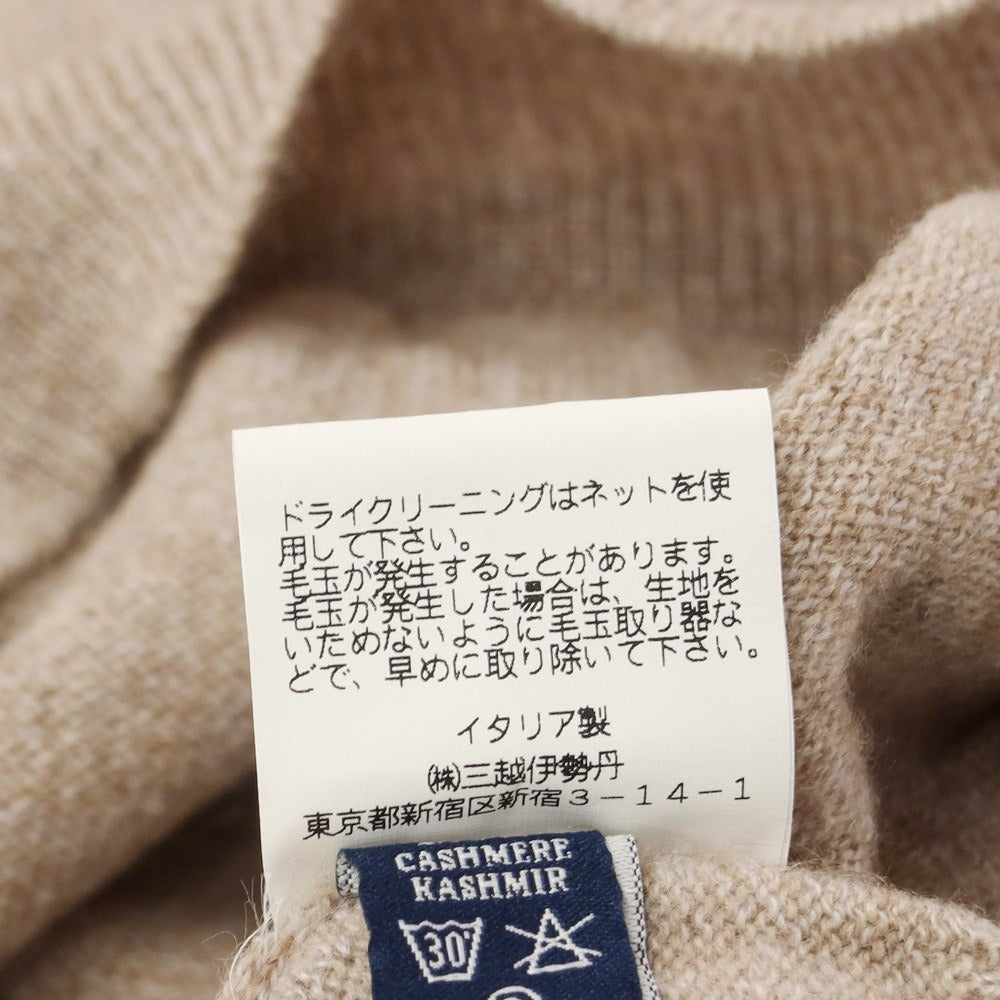 ドライクリーニングはネットを使
用して下さい。
毛玉が発生することがあります。
毛玉が発生した場合は、生地を
いためないように毛玉取り器な
どで、早めに取り除いて下さい。
イタリア製
㈱三越伊勢丹
東京都新宿区新宿３－１４－１
CASHMERE
KASHMIR
30